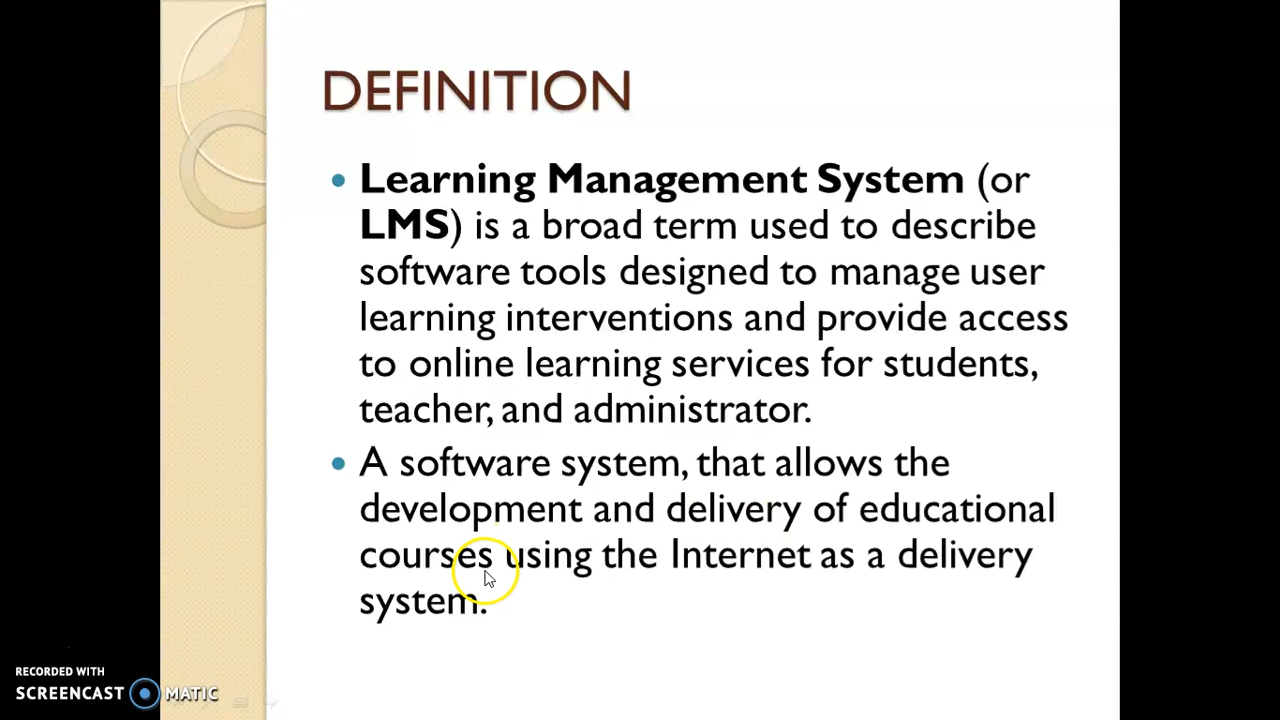 DEFINITION
• Learning Management System (or
LMS) is a broad term used to describe
software tools designed to manage user
learning interventions and provide access
to online learning services for students,
teacher, and administrator.
• A software system, that allows the
development and delivery of educational
courses using the Internet as a delivery
system.
RECORDED WITH
SCREENCAST MATIC